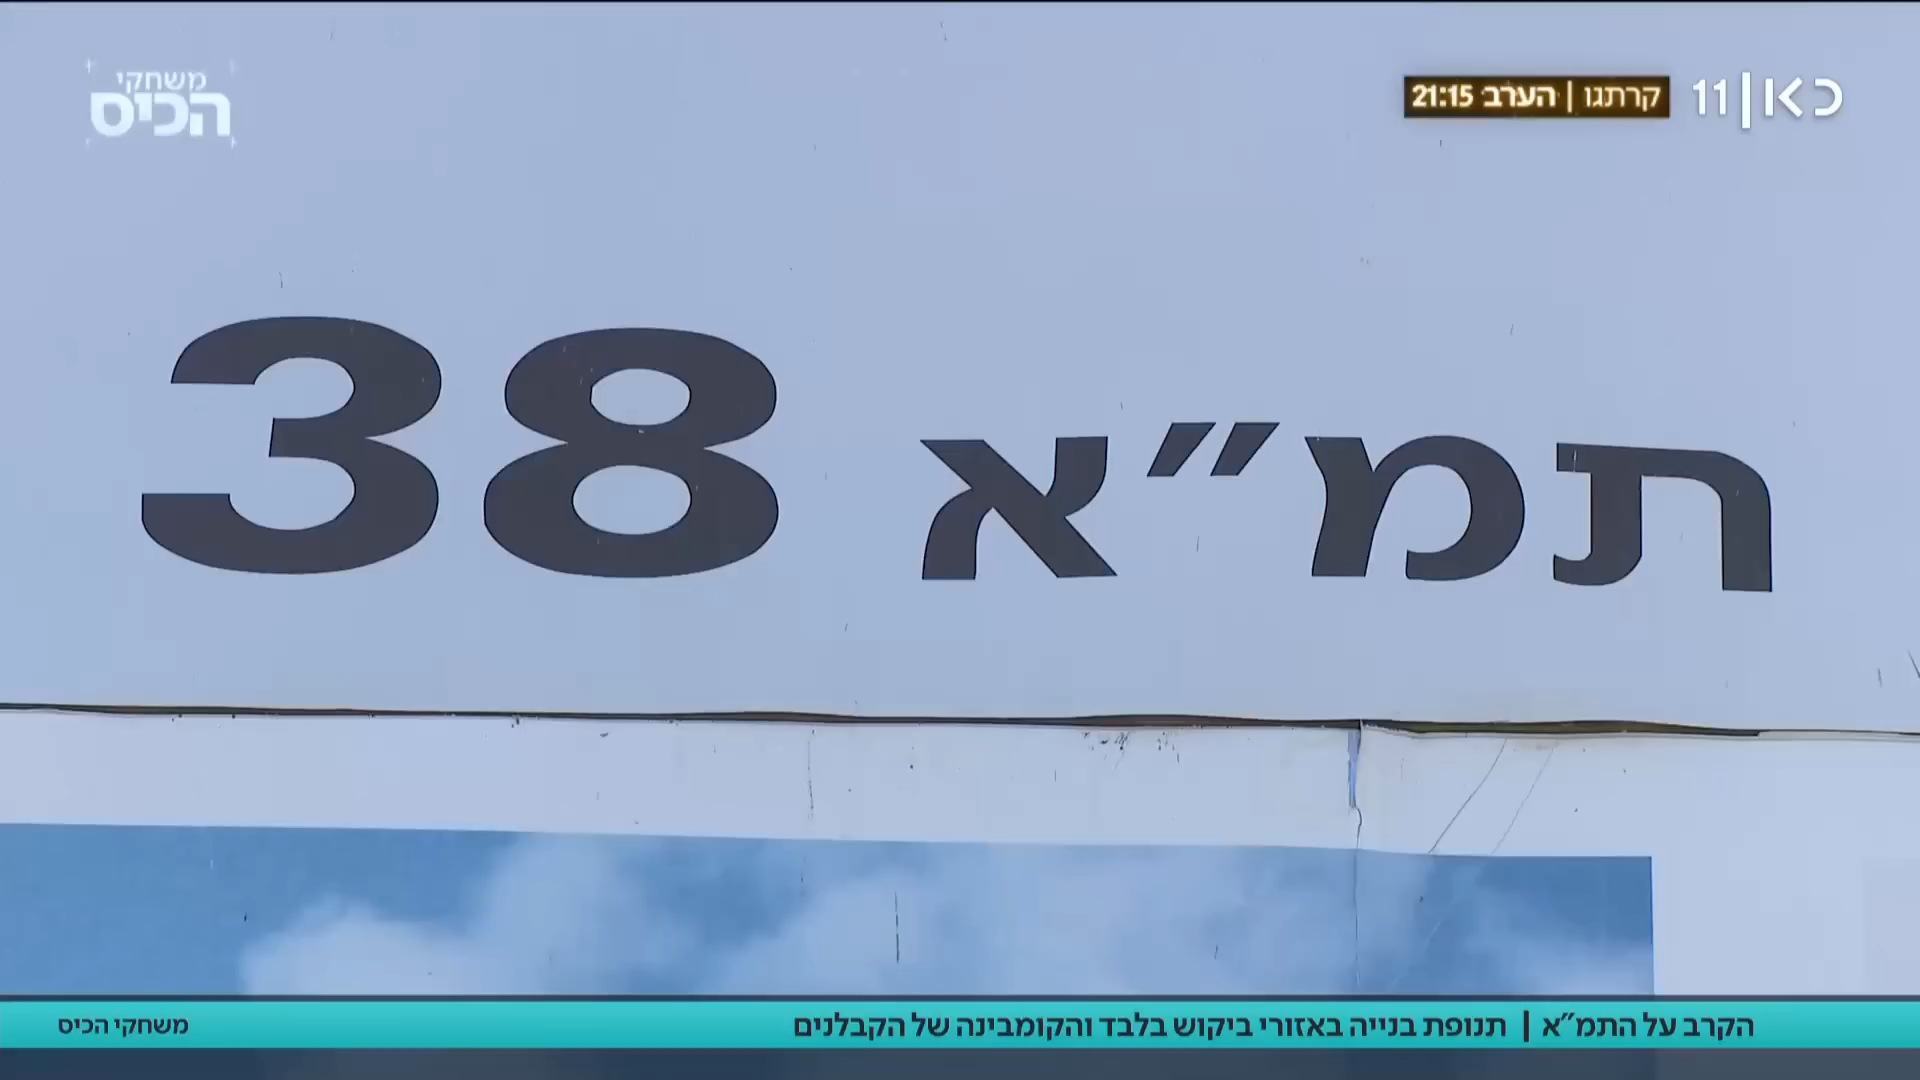 משחקי
הכיס
קרתגו | הערב 21:15
כאן 11
תמ״א 38
הקרב על התמ״א | תנופת בנייה באזורי ביקוש בלבד והקומבינה של הקבלנים
משחקי הכיס